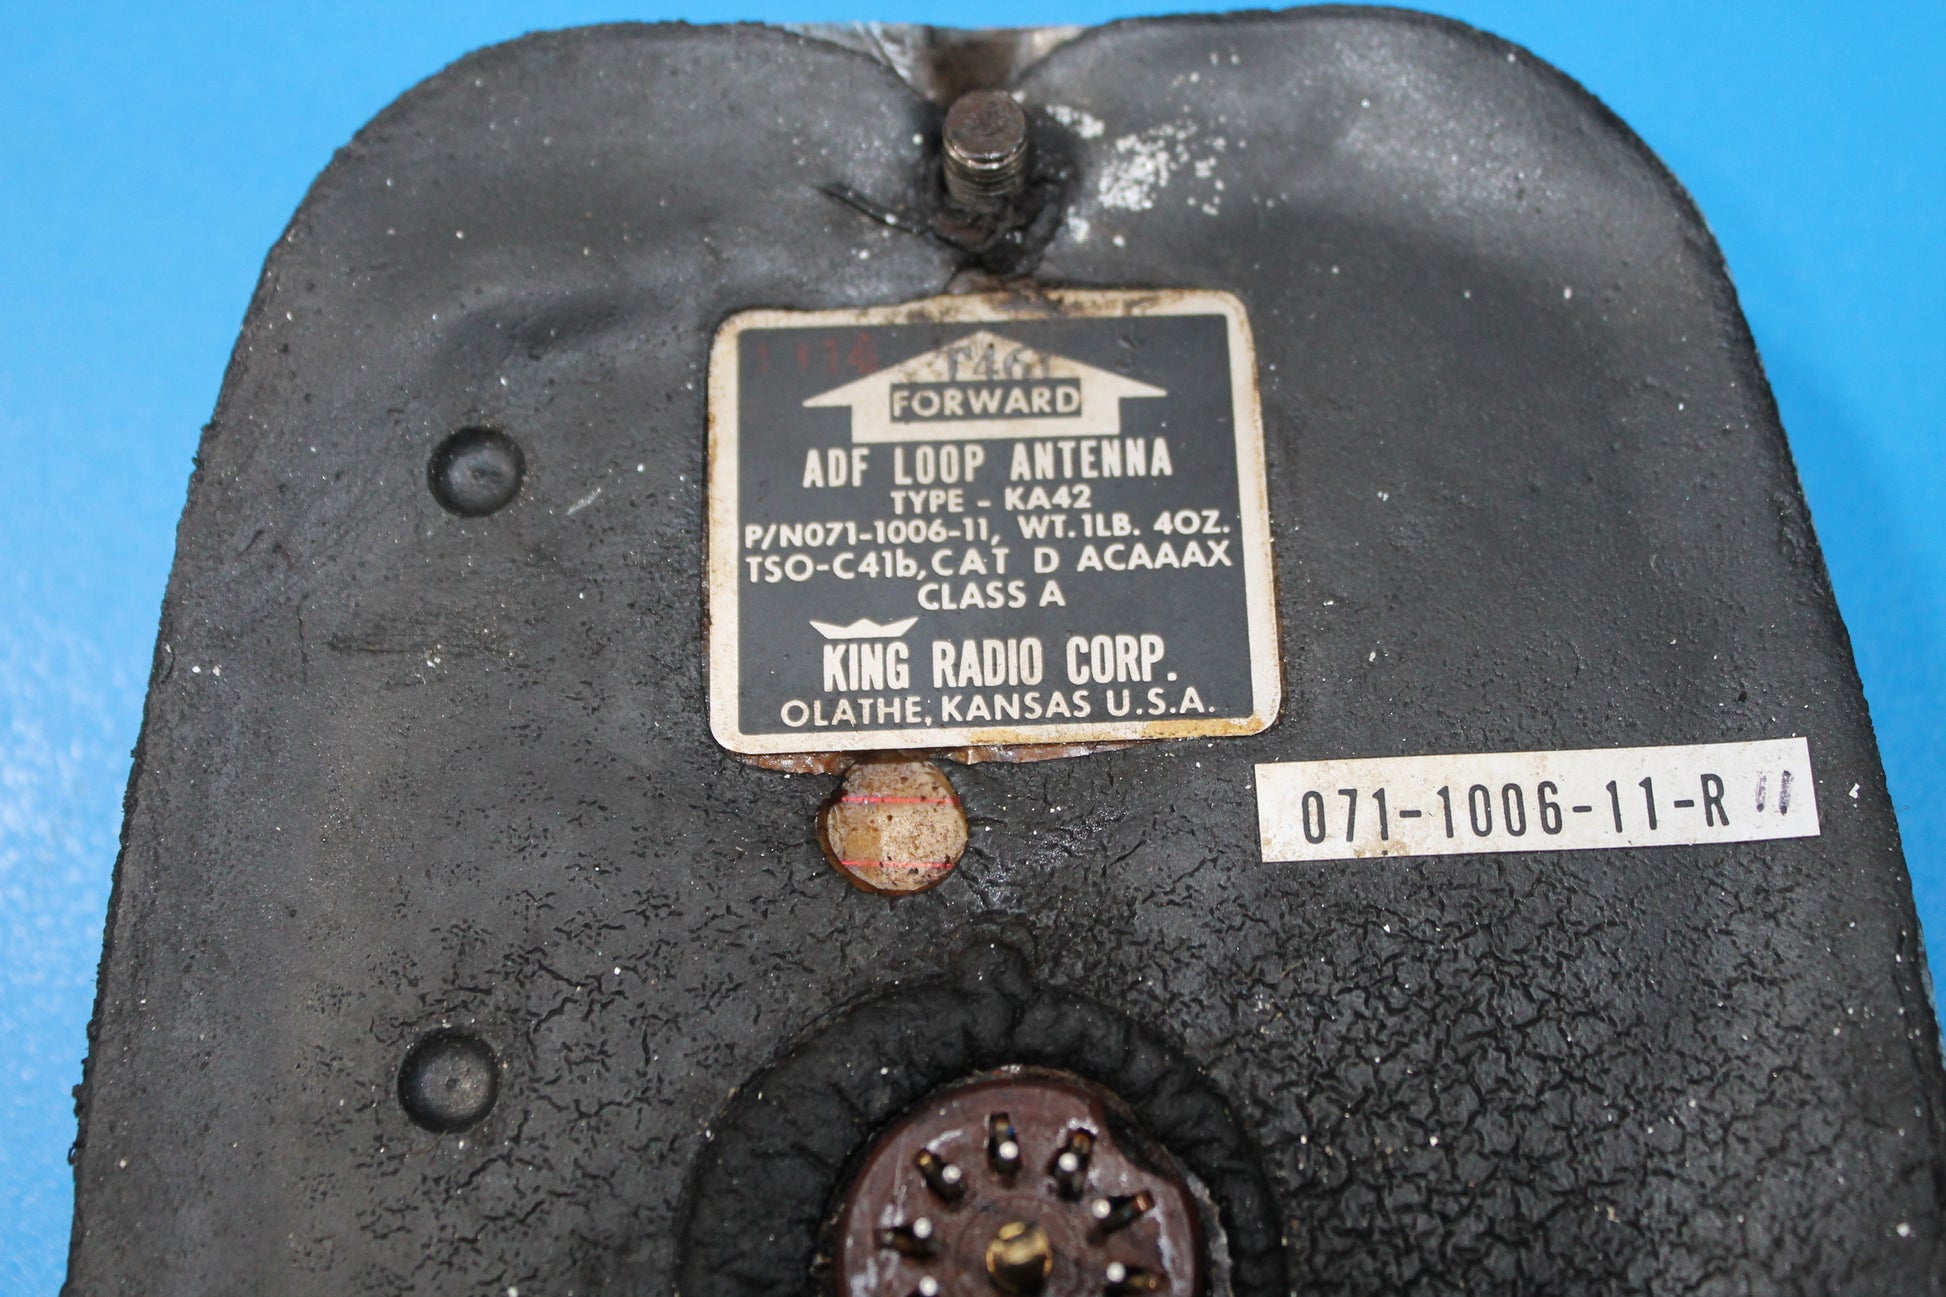 FORWARD
ADF LOOP ANTENNA
TYPE - KA42
P/N071-1006-11, WT. 1LB. 4OZ.
TSO-C41b, CAT D ACAAAX
CLASS A
KING RADIO CORP.
OLATHE, KANSAS U.S.A.
071-1006-11-R 11